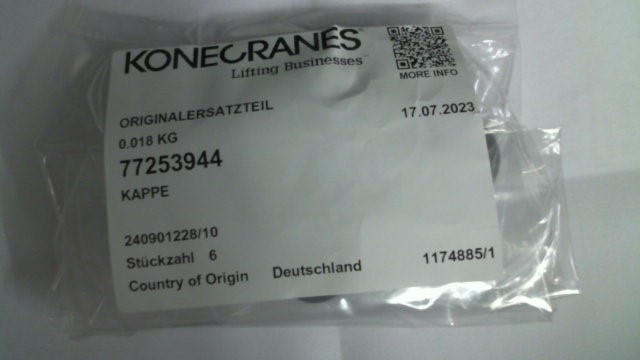 KONECRANES
Lifting Businesses™
MORE INFO
ORIGINALERSATZTEIL
17.07.2023
0.018 KG
77253944
KAPPE
240901228/10
Stückzahl 6
1174885/1
Country of Origin Deutschland